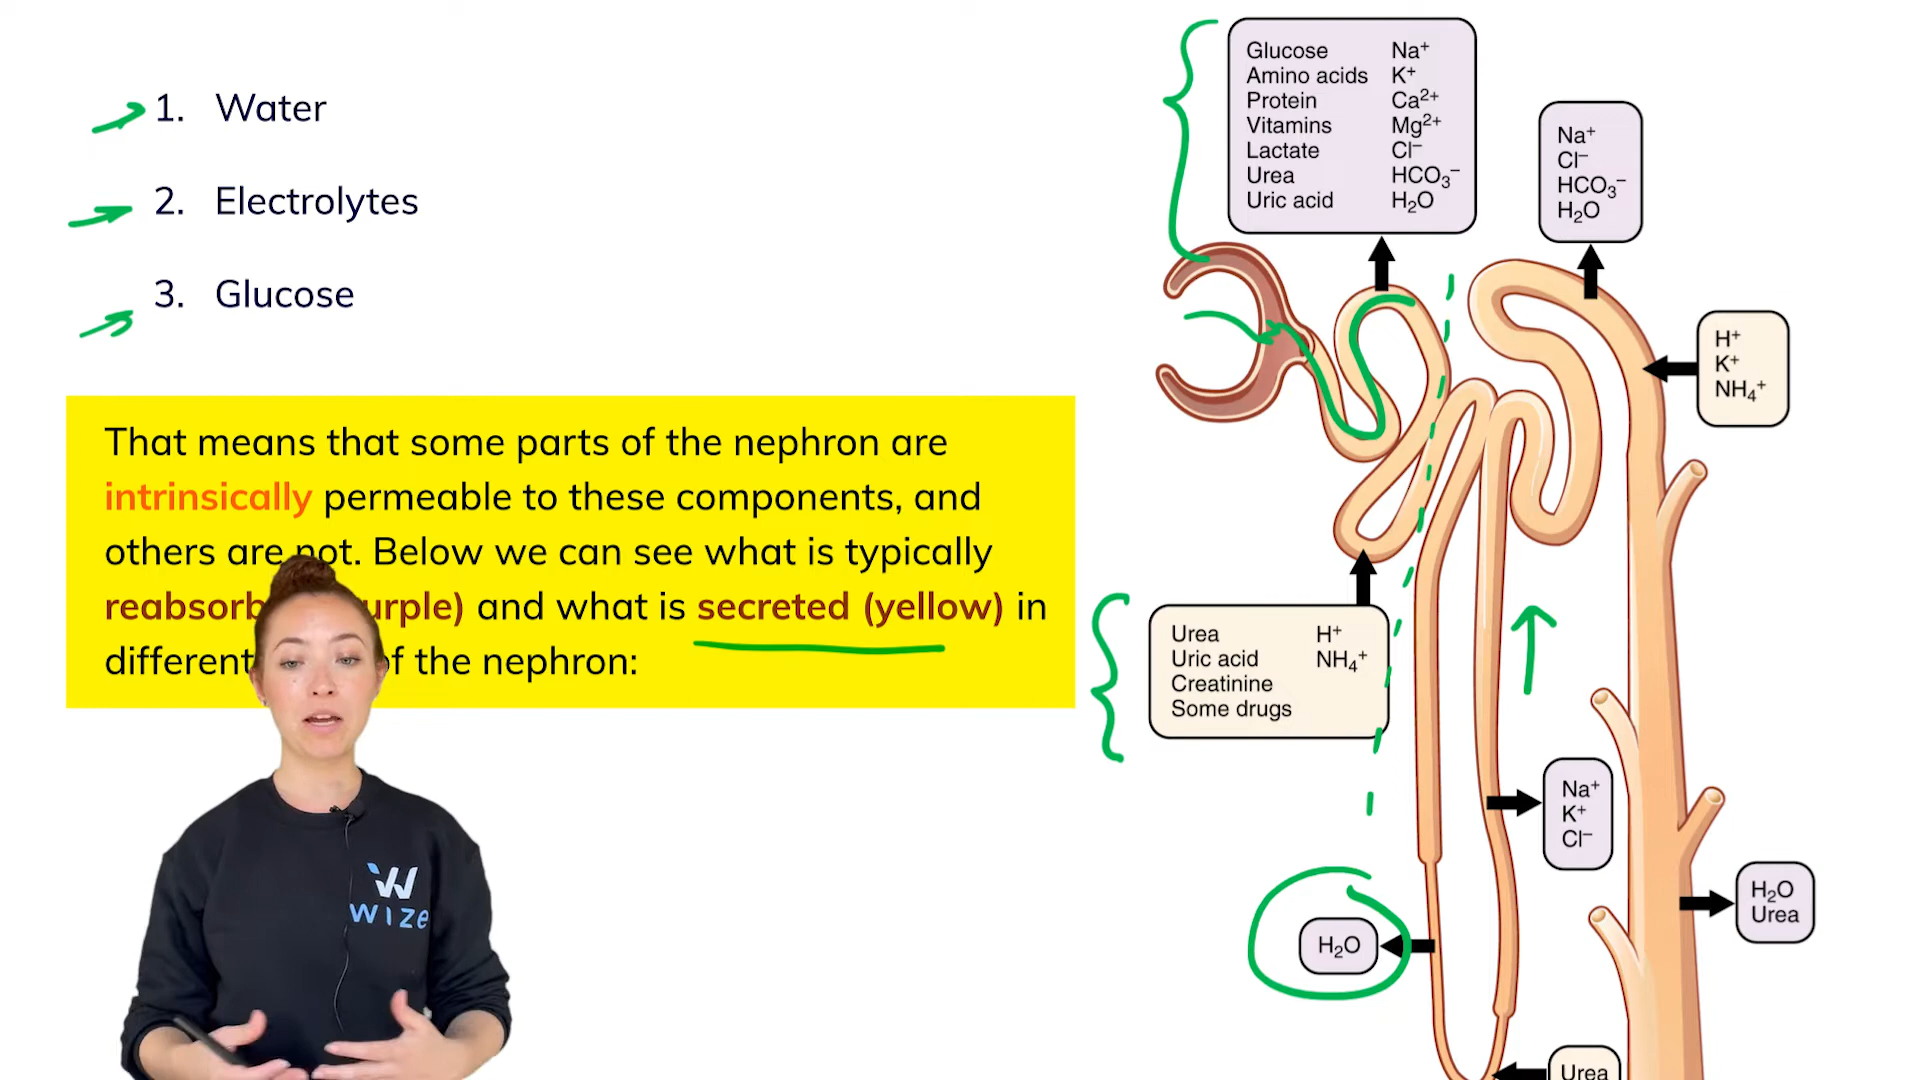 1. Water
2. Electrolytes
3. Glucose
That means that some parts of the nephron are
intrinsically permeable to these components, and
others are not. Below we can see what is typically
and what is secreted (yellow) in
of the nephron:
WIZE
Glucose Na⁺
Amino acids K⁺
Protein Ca²⁺
Vitamins Mg²⁺
Lactate Cl⁻
Urea HCO₃⁻
Uric acid H₂O
Na⁺
Cl⁻
HCO₃⁻
H₂O
H⁺
K⁺
NH₄⁺
Urea H⁺
Uric acid NH₄⁺
Creatinine
Some drugs
Na⁺
K⁺
Cl⁻
H₂O
Urea
H₂O
Urea